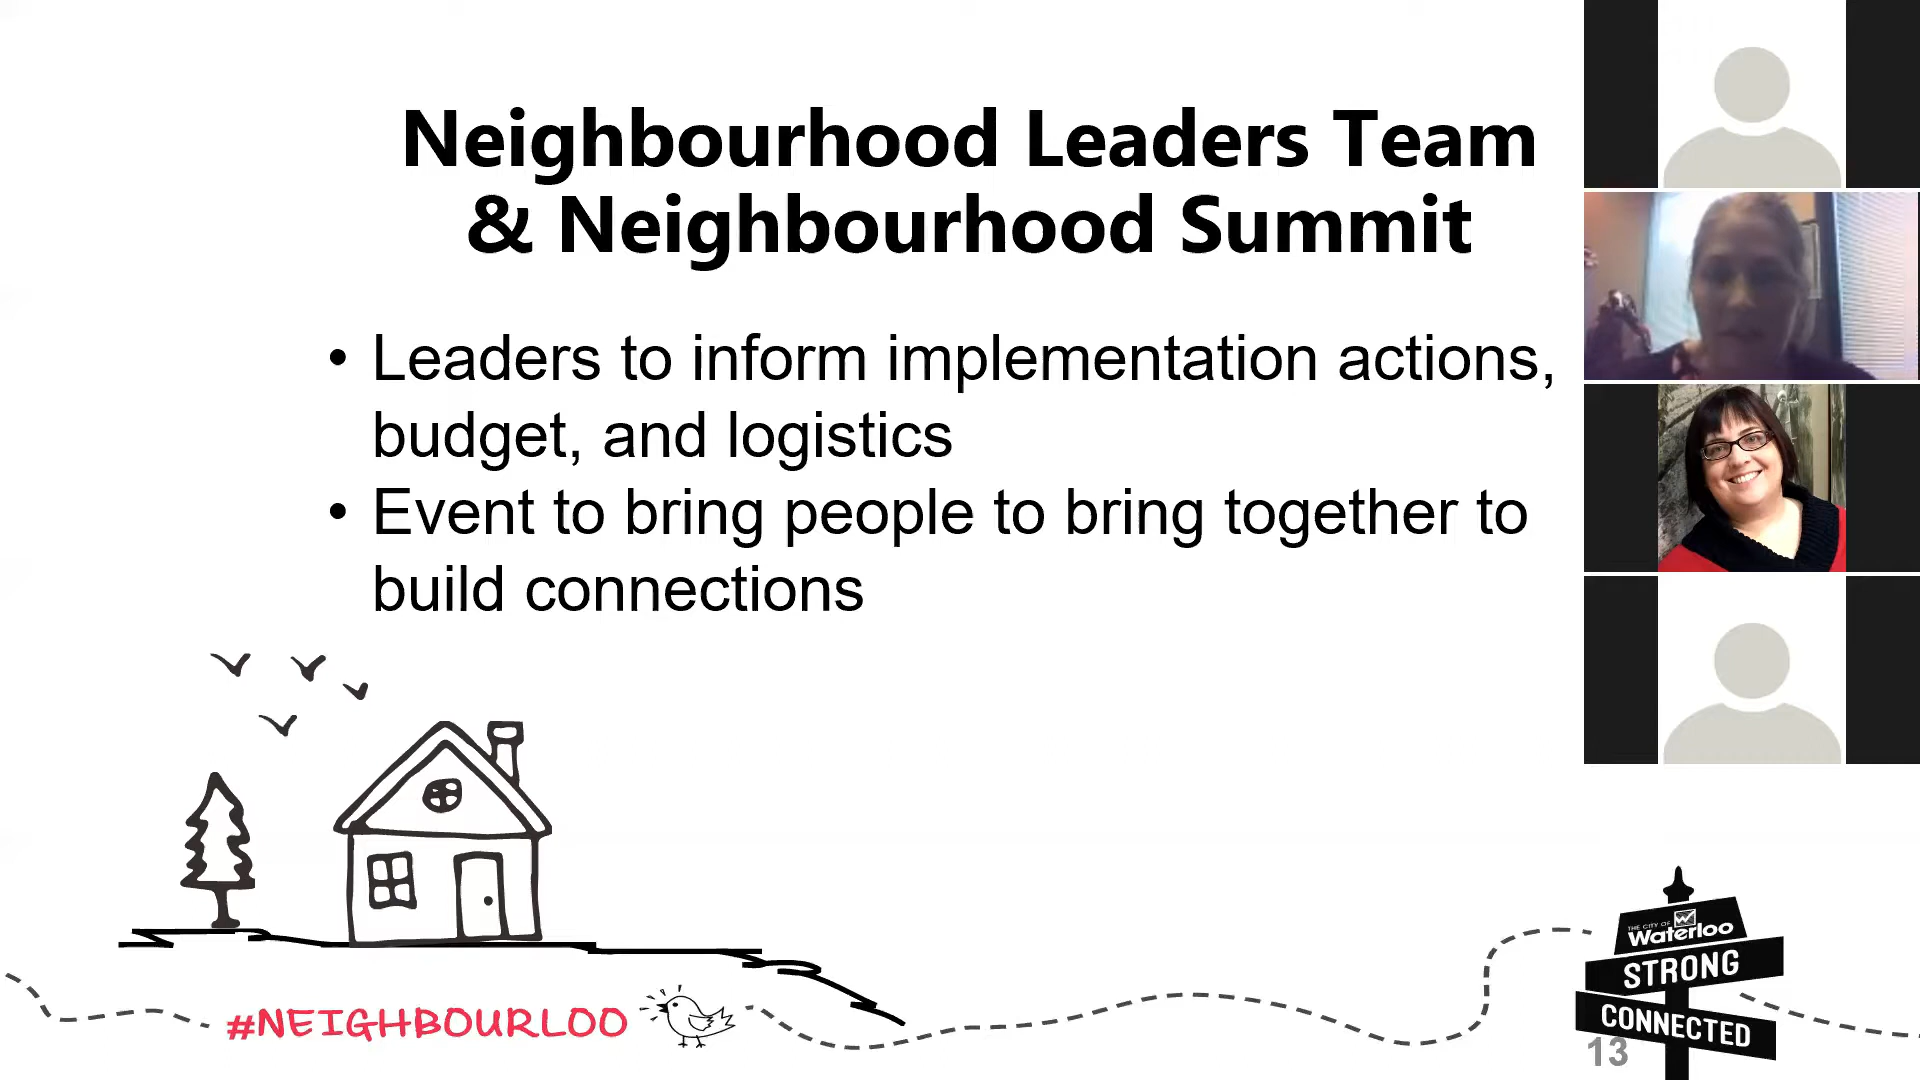 Neighbourhood Leaders Team
& Neighbourhood Summit
• Leaders to inform implementation actions,
budget, and logistics
• Event to bring people to bring together to
build connections
THE CITY OF
Waterloo
STRONG
CONNECTED
#NEIGHBOURLOO
13